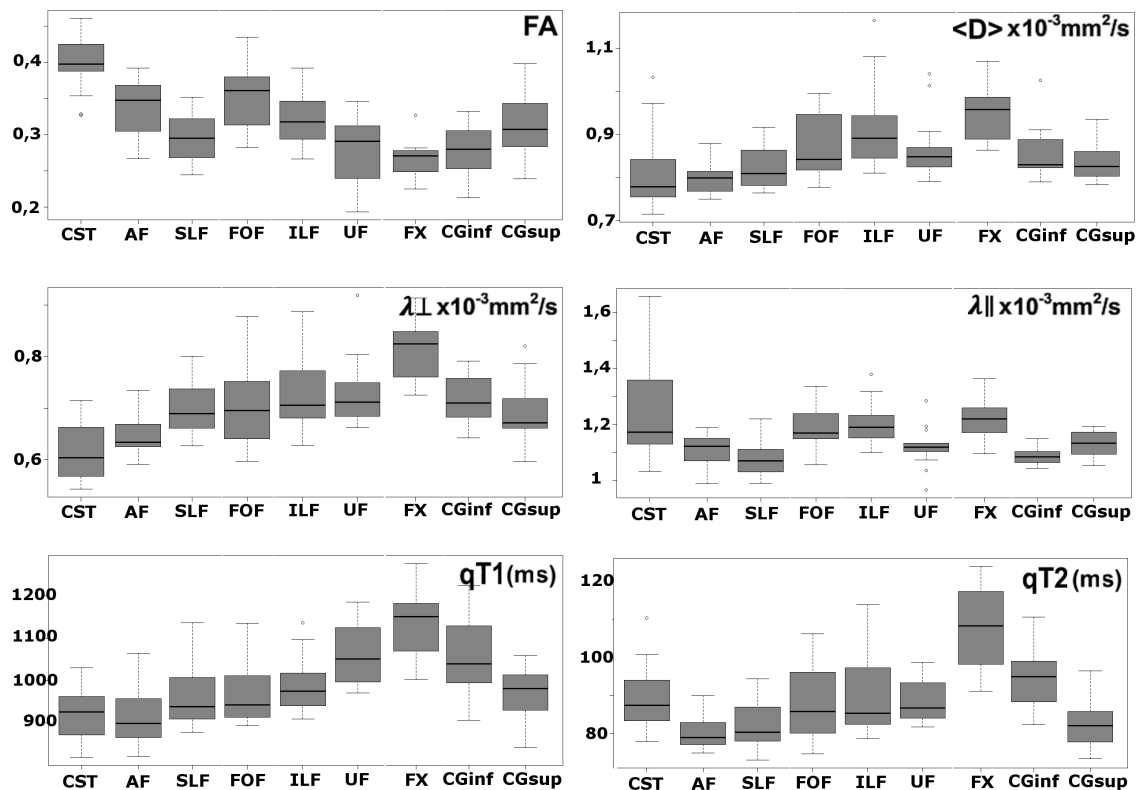 FA
0,4
0,3
0,2
CST AF SLF FOF ILF UF FX CGinf CGsup
<D> x10⁻³mm²/s
1,1
0,9
0,7
CST AF SLF FOF ILF UF FX CGinf CGsup
λ⊥ x10⁻³mm²/s
0,8
0,6
CST AF SLF FOF ILF UF FX CGinf CGsup
λ∥ x10⁻³mm²/s
1,6
1,4
1,2
1
CST AF SLF FOF ILF UF FX CGinf CGsup
qT1(ms)
1200
1100
1000
900
CST AF SLF FOF ILF UF FX CGinf CGsup
qT2(ms)
120
100
80
CST AF SLF FOF ILF UF FX CGinf CGsup